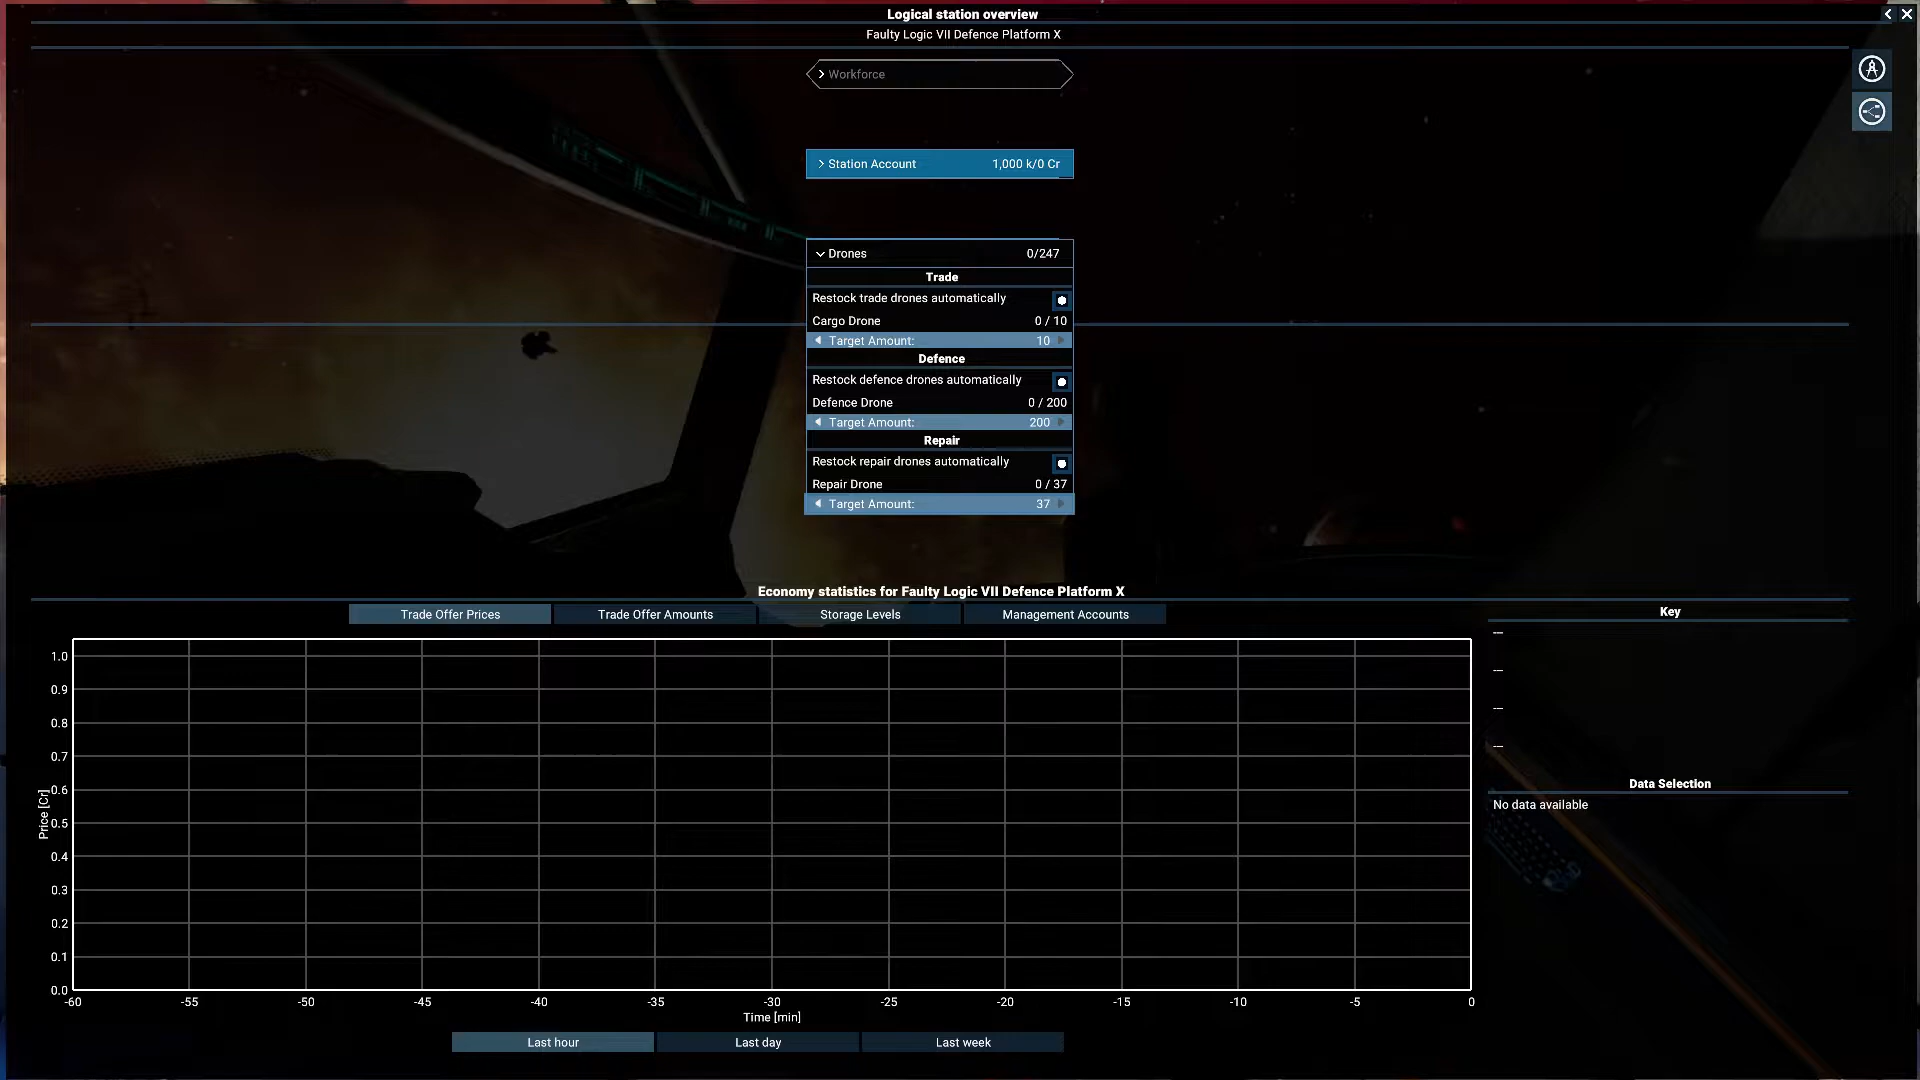 Logical station overview
Faulty Logic VII Defence Platform X
Workforce
Station Account 1,000 k/0 Cr
Drones 0/247
Trade
Restock trade drones automatically
Cargo Drone 0 / 10
Target Amount: 10
Defence
Restock defence drones automatically
Defence Drone 0 / 200
Target Amount: 200
Repair
Restock repair drones automatically
Repair Drone 0 / 37
Target Amount: 37
Economy statistics for Faulty Logic VII Defence Platform X
Trade Offer Prices Trade Offer Amounts Storage Levels Management Accounts
Key
---
---
---
---
Data Selection
No data available
Price [Cr]
1.0
0.9
0.8
0.7
0.6
0.5
0.4
0.3
0.2
0.1
0.0
-60 -55 -50 -45 -40 -35 -30 -25 -20 -15 -10 -5 0
Time [min]
Last hour Last day Last week